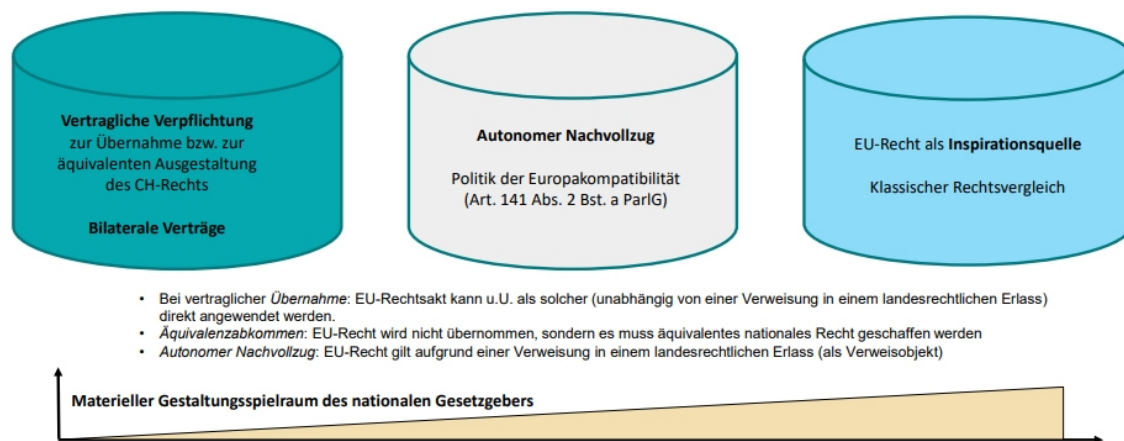 Vertragliche Verpflichtung
zur Übernahme bzw. zur
äquivalenten Ausgestaltung
des CH-Rechts
Bilaterale Verträge
Autonomer Nachvollzug
Politik der Europakompatibilität
(Art. 141 Abs. 2 Bst. a ParlG)
EU-Recht als Inspirationsquelle
Klassischer Rechtsvergleich
• Bei vertraglicher Übernahme: EU-Rechtsakt kann u.U. als solcher (unabhängig von einer Verweisung in einem landesrechtlichen Erlass)
direkt angewendet werden.
• Äquivalenzabkommen: EU-Recht wird nicht übernommen, sondern es muss äquivalentes nationales Recht geschaffen werden
• Autonomer Nachvollzug: EU-Recht gilt aufgrund einer Verweisung in einem landesrechtlichen Erlass (als Verweisobjekt)
Materieller Gestaltungsspielraum des nationalen Gesetzgebers